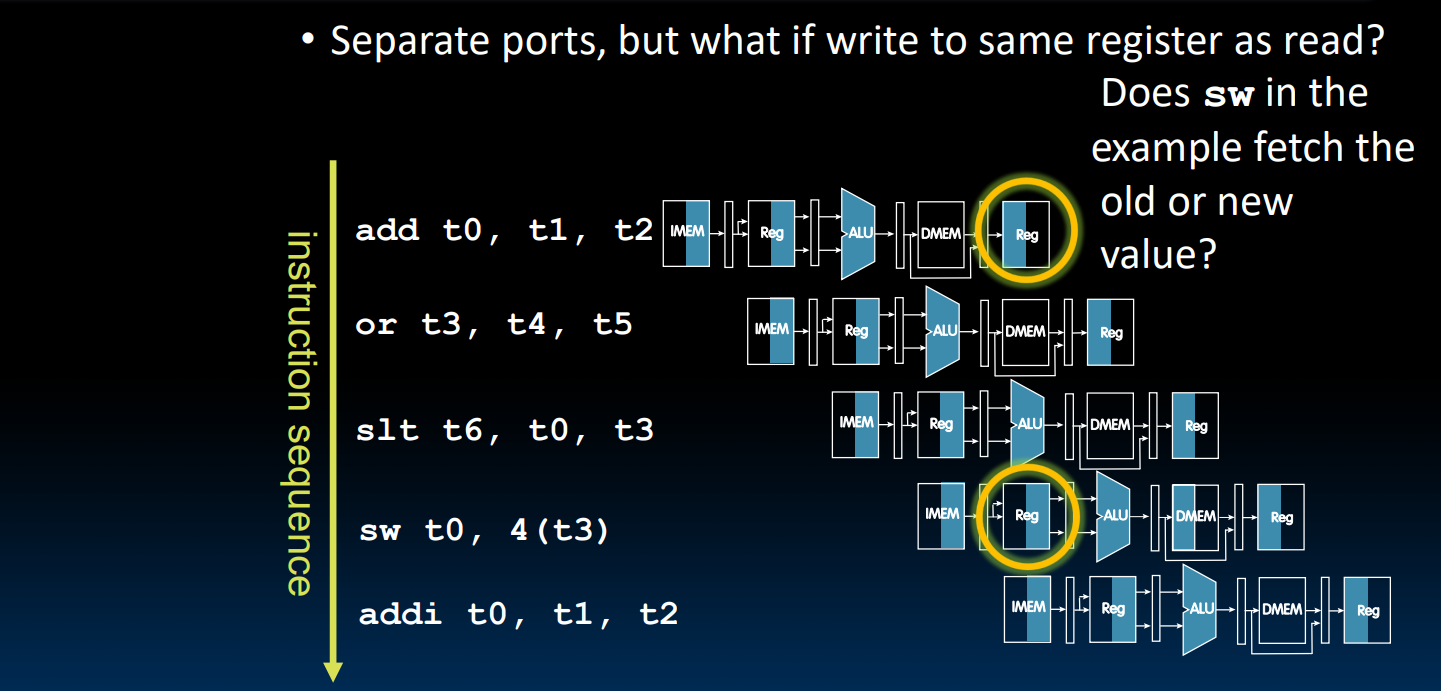 • Separate ports, but what if write to same register as read?
Does sw in the
example fetch the
old or new
value?
instruction sequence
add t0, t1, t2
IMEM Reg ALU DMEM Reg
or t3, t4, t5
IMEM Reg ALU DMEM Reg
slt t6, t0, t3
IMEM Reg ALU DMEM Reg
sw t0, 4(t3)
IMEM Reg ALU DMEM Reg
addi t0, t1, t2
IMEM Reg ALU DMEM Reg